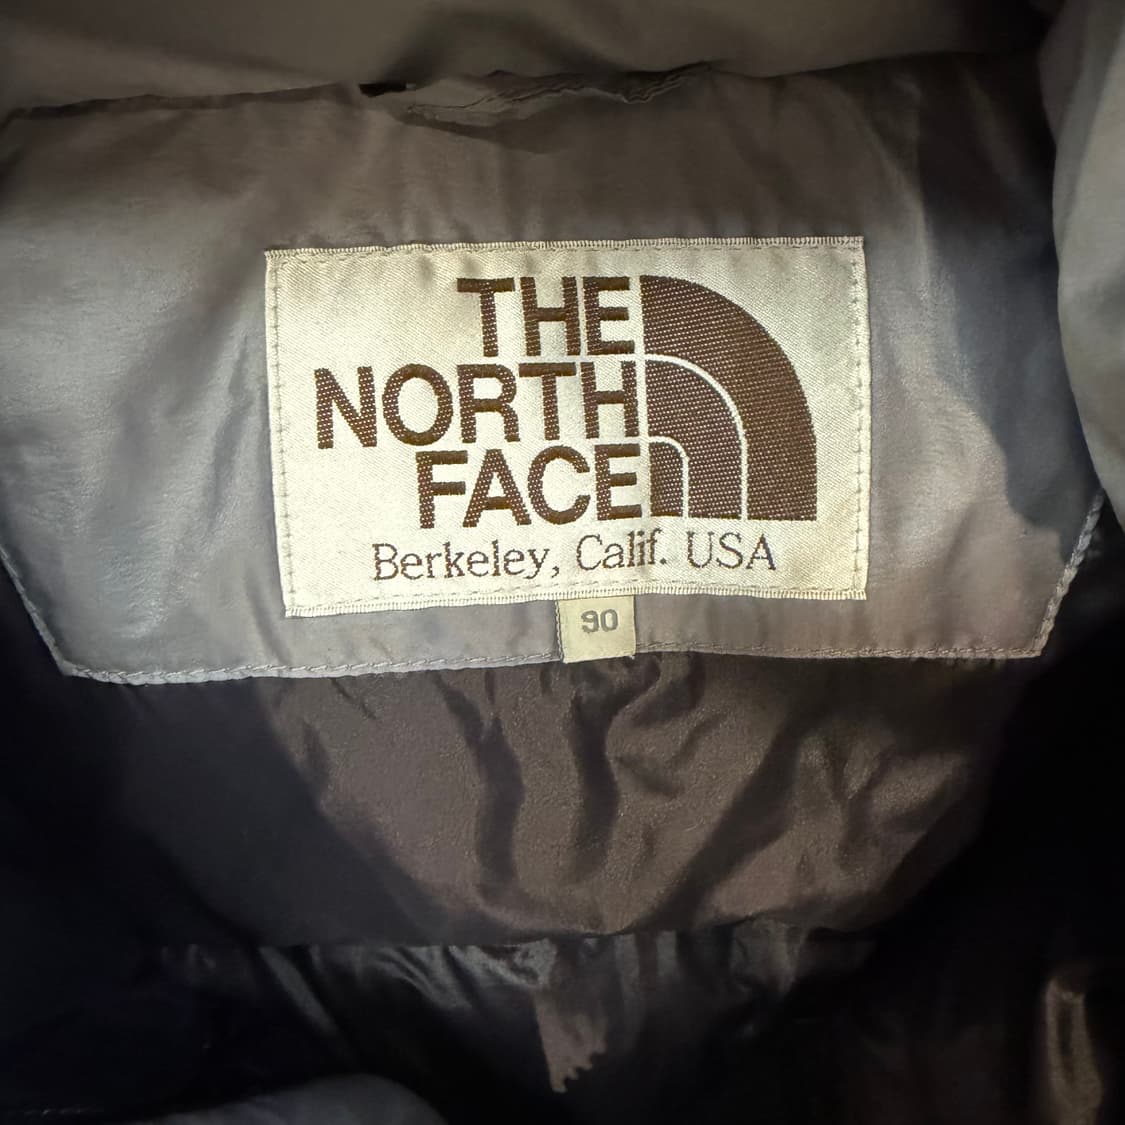 THE
NORTH
FACE
Berkeley, Calif. USA
90